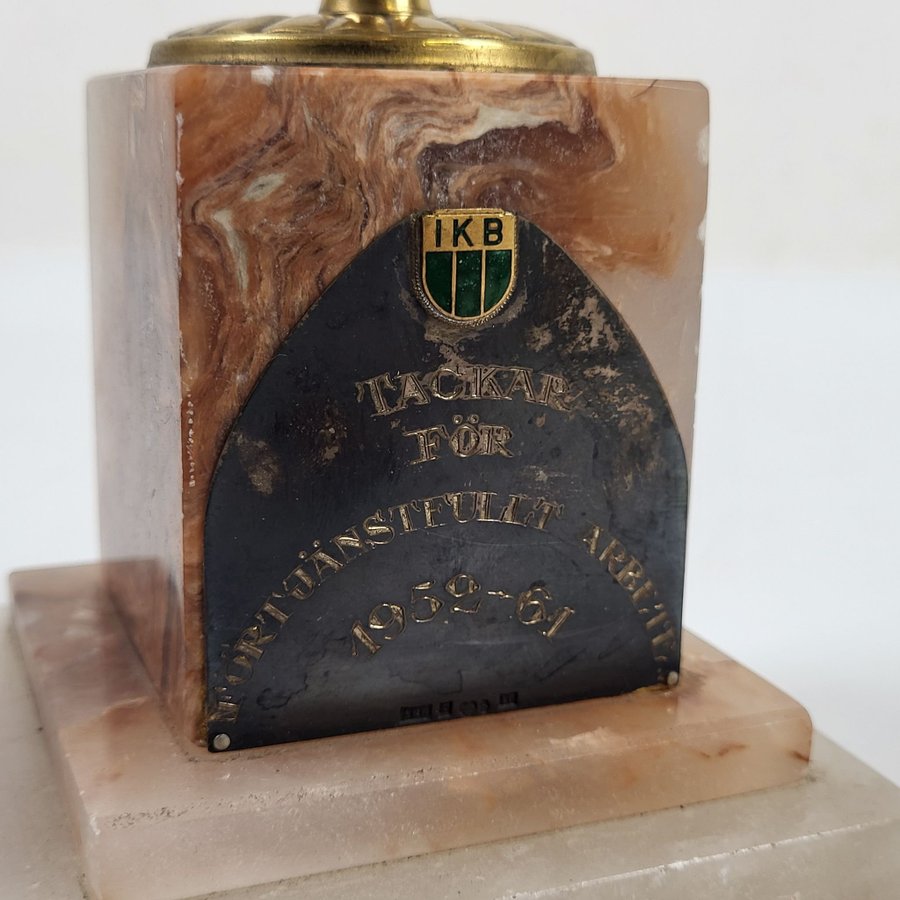 IKB
TACKAR
FÖR
FÖRTJÄNSTFULLT ARBETE
1952-61